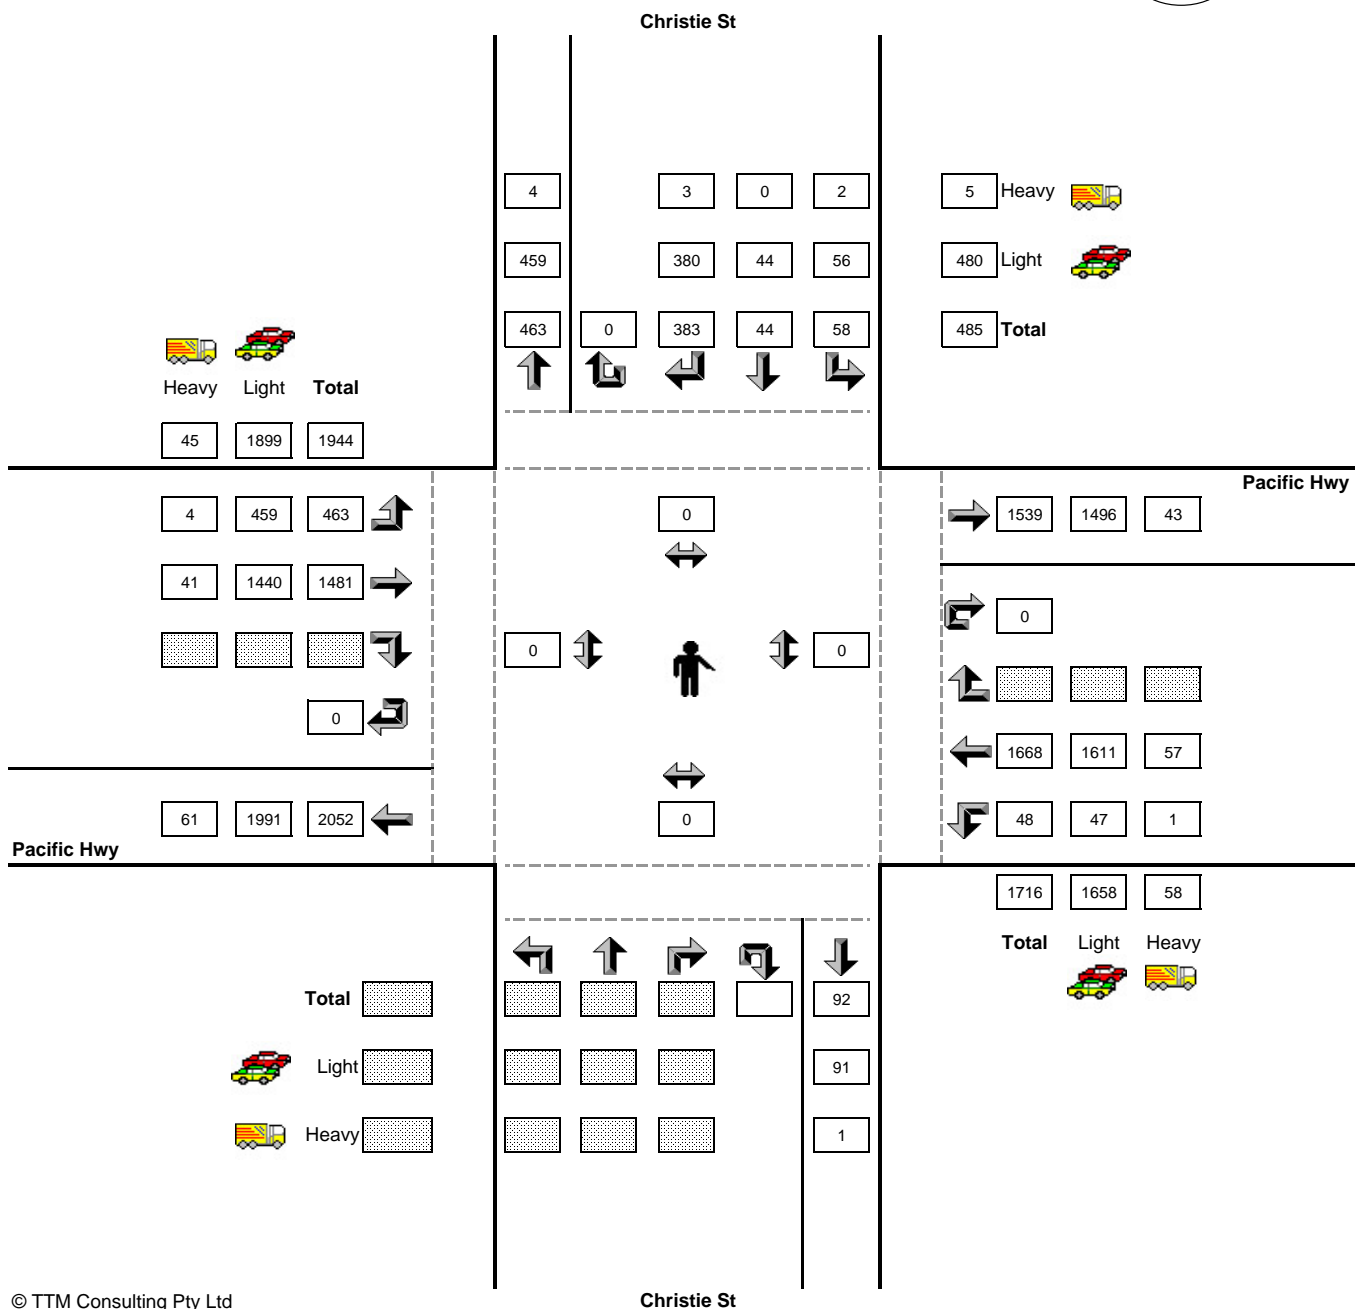 Christie St
4 3 0 2 5 Heavy
459 380 44 56 480 Light
463 0 383 44 58 485 Total
Heavy Light Total
45 1899 1944
Pacific Hwy
4 459 463 0 1539 1496 43
41 1440 1481
0
0 0
0
1668 1611 57
61 1991 2052 0 48 47 1
Pacific Hwy
1716 1658 58
Total Light Heavy
Total 92
Light 91
Heavy 1
© TTM Consulting Pty Ltd Christie St